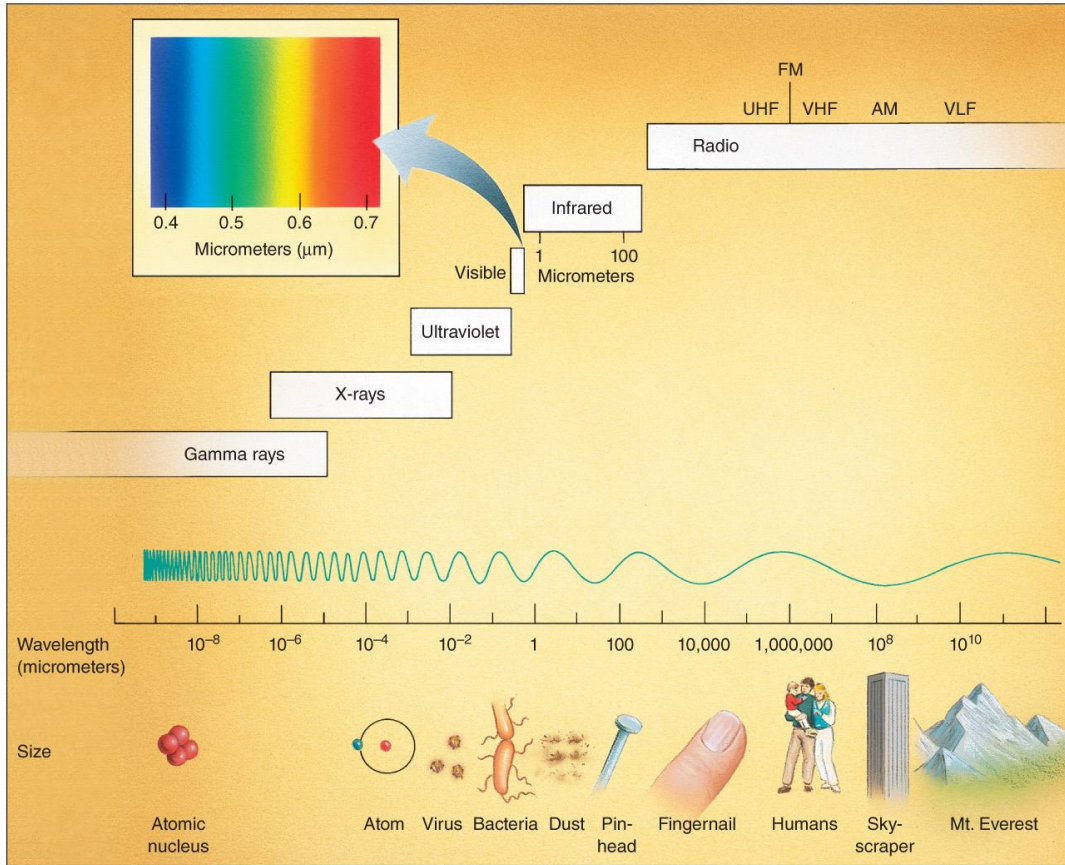 FM
UHF VHF AM VLF
Radio
Infrared
1 100
Micrometers
0.4 0.5 0.6 0.7
Micrometers (μm)
Visible
Ultraviolet
X-rays
Gamma rays
Wavelength
(micrometers)
10⁻⁸ 10⁻⁶ 10⁻⁴ 10⁻² 1 100 10,000 1,000,000 10⁸ 10¹⁰
Size
Atomic
nucleus
Atom
Virus
Bacteria
Dust
Pin-
head
Fingernail
Humans
Sky-
scraper
Mt. Everest